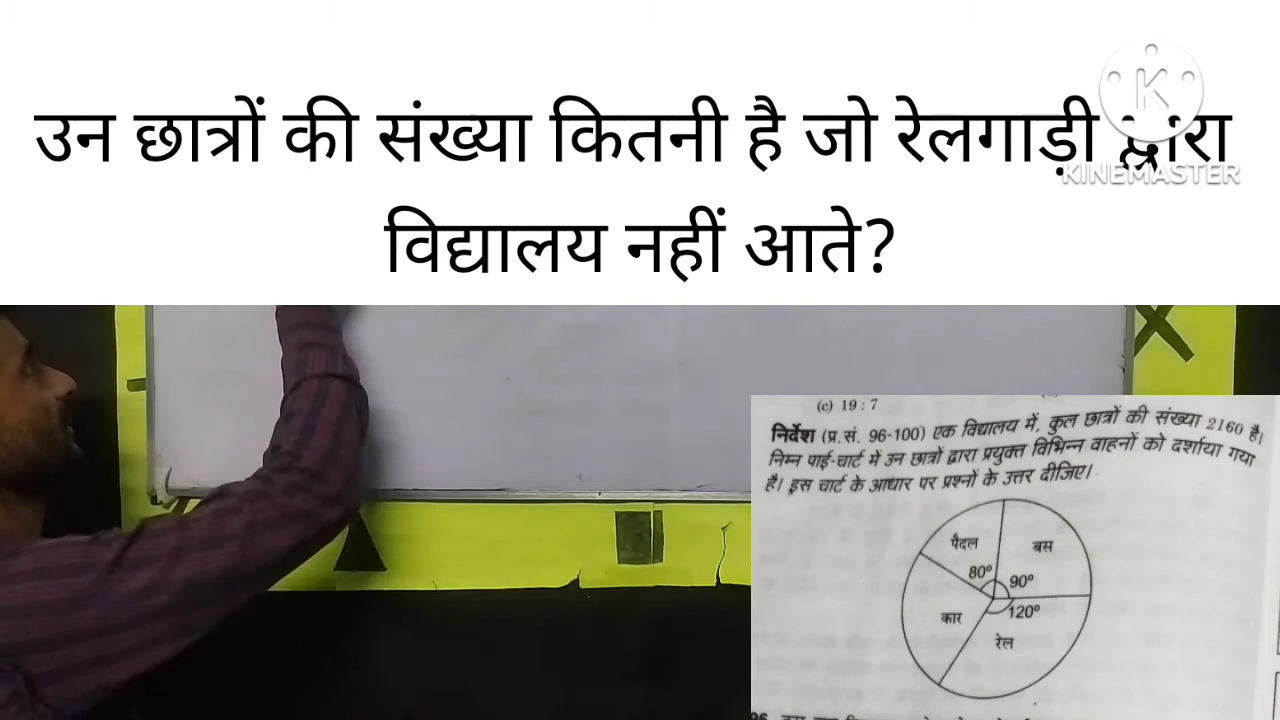 उन छात्रों की संख्या कितनी है जो रेलगाड़ी द्वारा
विद्यालय नहीं आते?
K
KINEMASTER
(c) 19 : 7
निर्देश (प्र.सं. 96-100) एक विद्यालय में, कुल छात्रों की संख्या 2160 है।
निम्न पाई-चार्ट में उन छात्रों द्वारा प्रयुक्त विभिन्न वाहनों को दर्शाया गया
है। इस चार्ट के आधार पर प्रश्नों के उत्तर दीजिए।
पैदल
बस
80°
90°
कार
120°
रेल